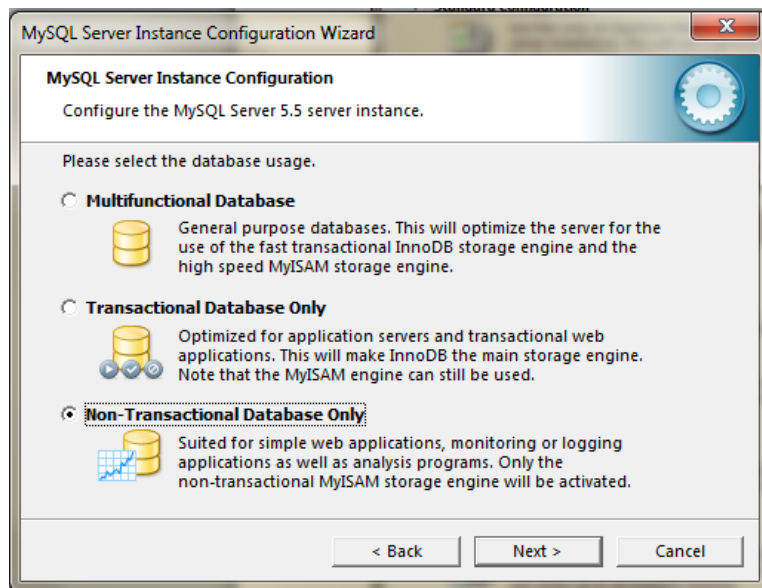 Standard Configuration
MySQL Server Instance Configuration Wizard
MySQL Server Instance Configuration
Configure the MySQL Server 5.5 server instance.
Please select the database usage.
Multifunctional Database
General purpose databases. This will optimize the server for the
use of the fast transactional InnoDB storage engine and the
high speed MyISAM storage engine.
Transactional Database Only
Optimized for application servers and transactional web
applications. This will make InnoDB the main storage engine.
Note that the MyISAM engine can still be used.
Non-Transactional Database Only
Suited for simple web applications, monitoring or logging
applications as well as analysis programs. Only the
non-transactional MyISAM storage engine will be activated.
< Back
Next >
Cancel